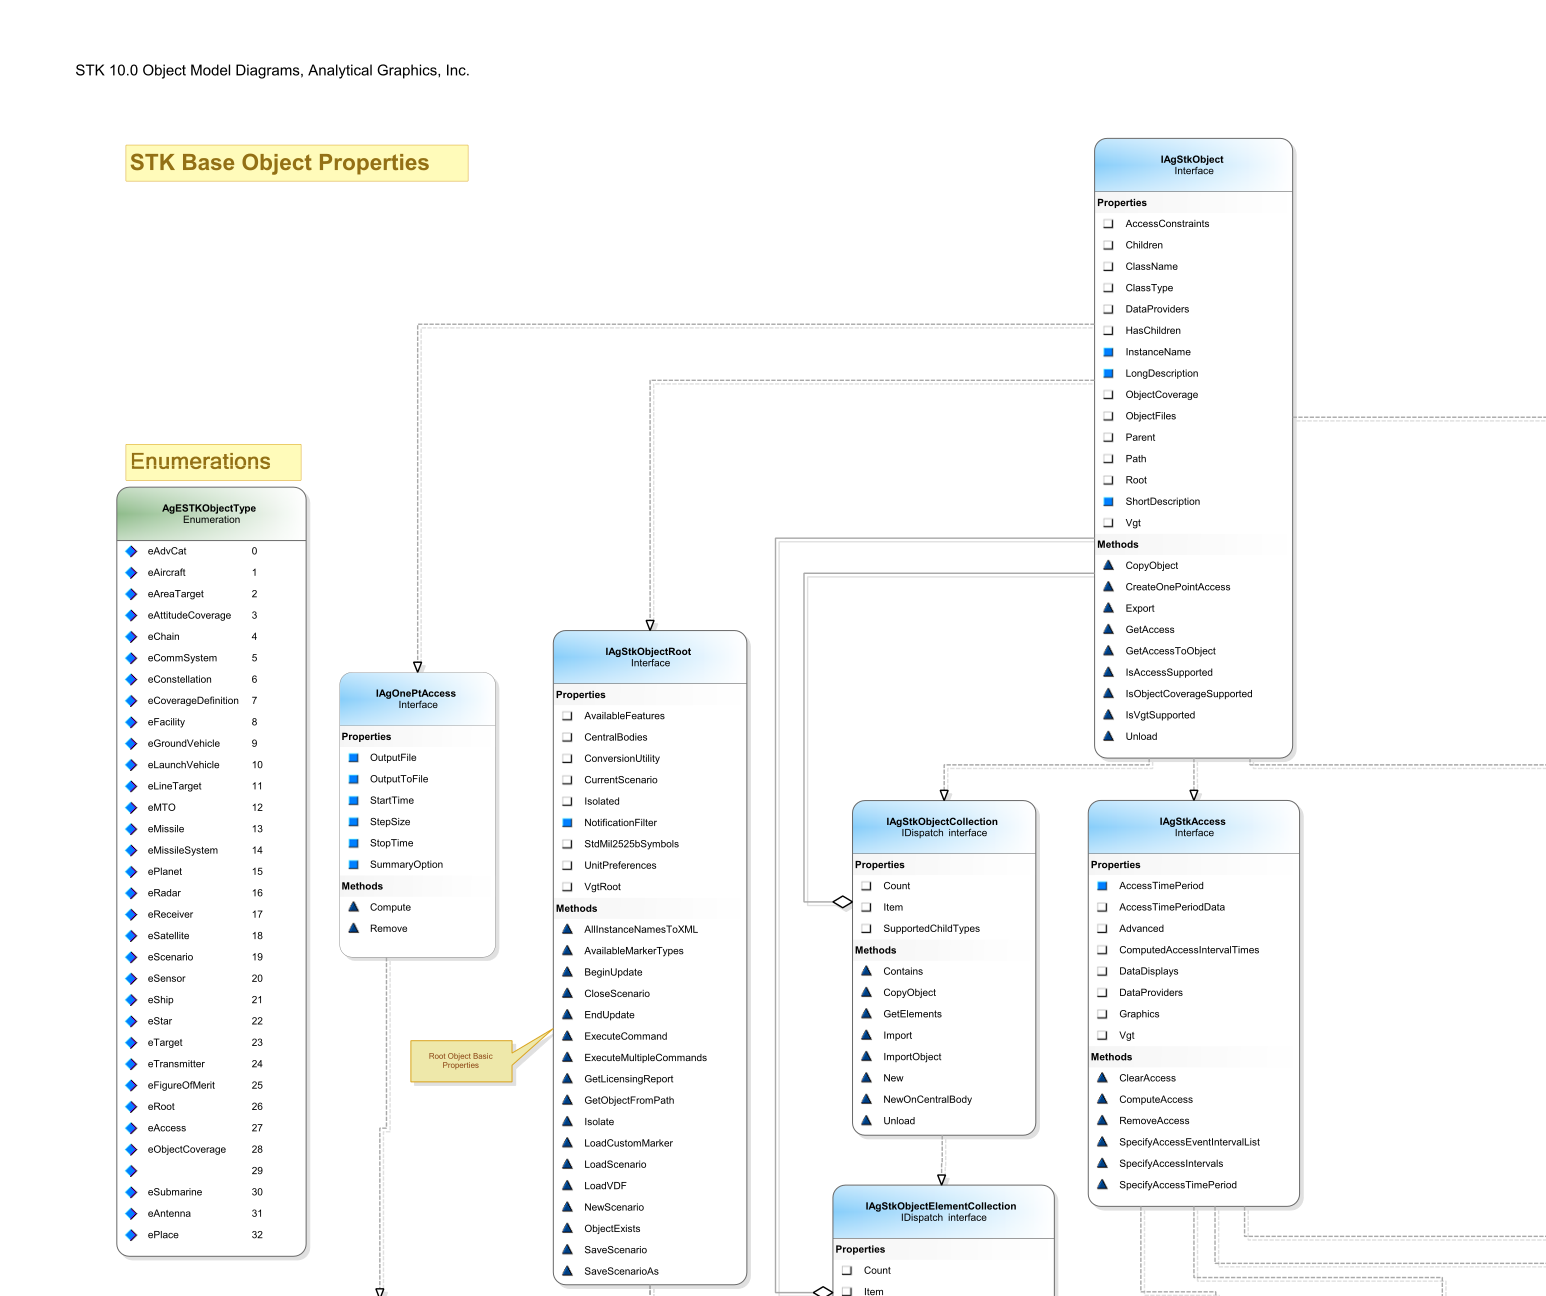 STK 10.0 Object Model Diagrams, Analytical Graphics, Inc.
STK Base Object Properties
IAgStkObject
Interface
Properties
AccessConstraints
Children
ClassName
ClassType
DataProviders
HasChildren
InstanceName
LongDescription
ObjectCoverage
ObjectFiles
Parent
Path
Root
ShortDescription
Vgt
Methods
CopyObject
CreateOnePointAccess
Export
GetAccess
GetAccessToObject
IsAccessSupported
IsObjectCoverageSupported
IsVgtSupported
Unload
Enumerations
AgESTKObjectType
Enumeration
eAdvCat 0
eAircraft 1
eAreaTarget 2
eAttitudeCoverage 3
eChain 4
eCommSystem 5
eConstellation 6
eCoverageDefinition 7
eFacility 8
eGroundVehicle 9
eLaunchVehicle 10
eLineTarget 11
eMTO 12
eMissile 13
eMissileSystem 14
ePlanet 15
eRadar 16
eReceiver 17
eSatellite 18
eScenario 19
eSensor 20
eShip 21
eStar 22
eTarget 23
eTransmitter 24
eFigureOfMerit 25
eRoot 26
eAccess 27
eObjectCoverage 28
29
eSubmarine 30
eAntenna 31
ePlace 32
IAgOnePtAccess
Interface
Properties
OutputFile
OutputToFile
StartTime
StepSize
StopTime
SummaryOption
Methods
Compute
Remove
Root Object Basic
Properties
IAgStkObjectRoot
Interface
Properties
AvailableFeatures
CentralBodies
ConversionUtility
CurrentScenario
Isolated
NotificationFilter
StdMil2525bSymbols
UnitPreferences
VgtRoot
Methods
AllInstanceNamesToXML
AvailableMarkerTypes
BeginUpdate
CloseScenario
EndUpdate
ExecuteCommand
ExecuteMultipleCommands
GetLicensingReport
GetObjectFromPath
Isolate
LoadCustomMarker
LoadScenario
LoadVDF
NewScenario
ObjectExists
SaveScenario
SaveScenarioAs
IAgStkObjectCollection
IDispatch interface
Properties
Count
Item
SupportedChildTypes
Methods
Contains
CopyObject
GetElements
Import
ImportObject
New
NewOnCentralBody
Unload
IAgStkObjectElementCollection
IDispatch interface
Properties
Count
Item
IAgStkAccess
Interface
Properties
AccessTimePeriod
AccessTimePeriodData
Advanced
ComputedAccessIntervalTimes
DataDisplays
DataProviders
Graphics
Vgt
Methods
ClearAccess
ComputeAccess
RemoveAccess
SpecifyAccessEventIntervalList
SpecifyAccessIntervals
SpecifyAccessTimePeriod